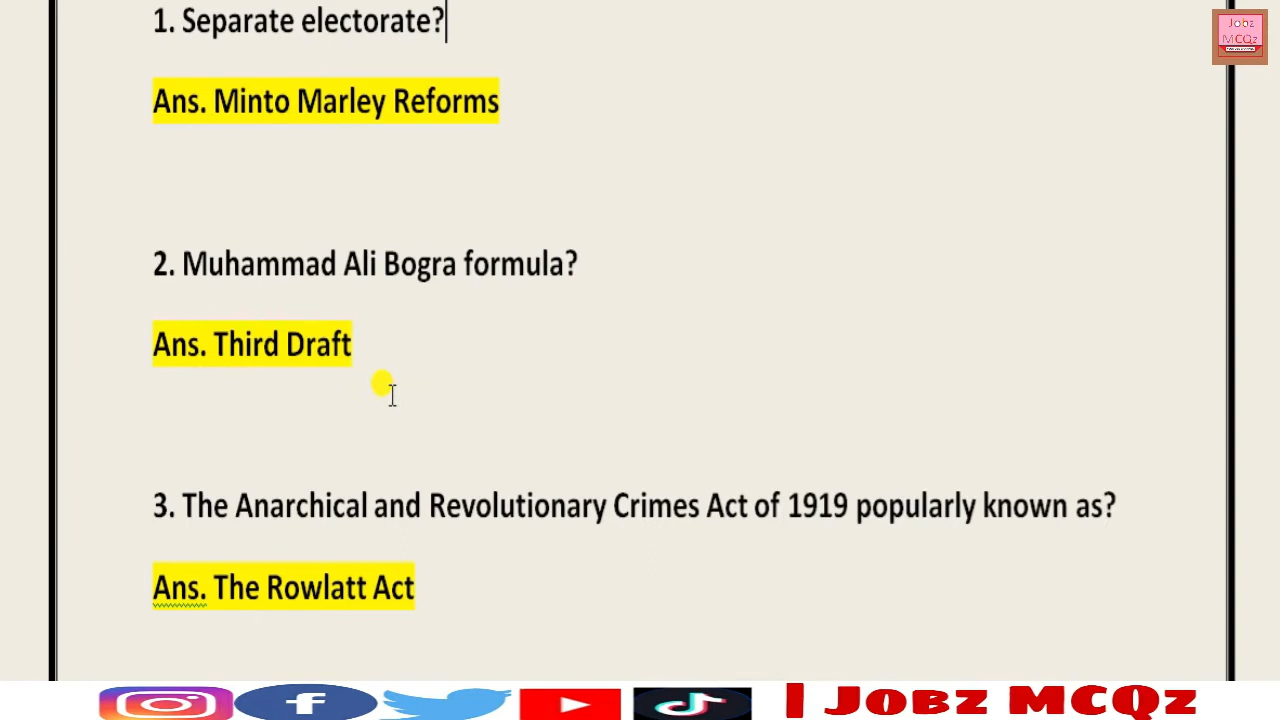 1. Separate electorate?
Jobz
MCQz
Ans. Minto Marley Reforms
2. Muhammad Ali Bogra formula?
Ans. Third Draft
3. The Anarchical and Revolutionary Crimes Act of 1919 popularly known as?
Ans. The Rowlatt Act
| Jobz MCQz